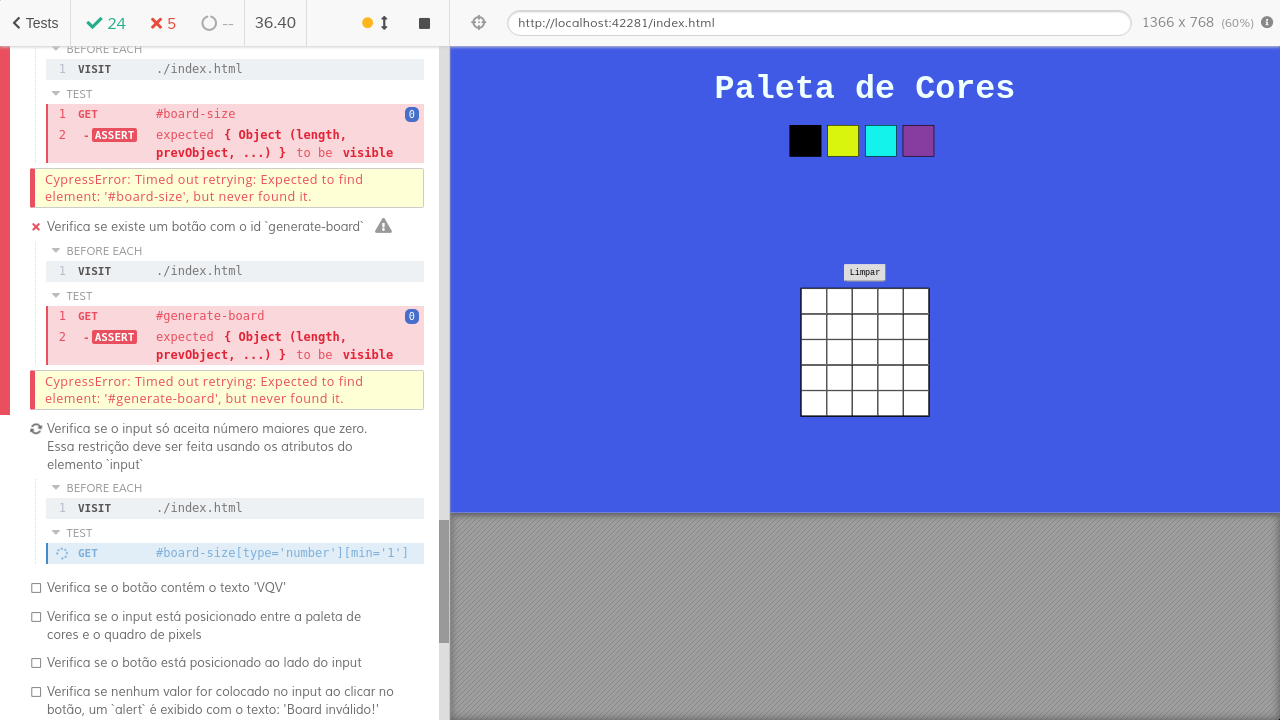 Tests 24 5 -- 36.40
http://localhost:42281/index.html 1366 x 768 (60%)
BEFORE EACH
1 VISIT ./index.html
TEST
1 GET #board-size 0
2 -ASSERT expected { Object (length,
prevObject, ...) } to be visible
CypressError: Timed out retrying: Expected to find
element: '#board-size', but never found it.
Verifica se existe um botão com o id `generate-board`
BEFORE EACH
1 VISIT ./index.html
TEST
1 GET #generate-board 0
2 -ASSERT expected { Object (length,
prevObject, ...) } to be visible
CypressError: Timed out retrying: Expected to find
element: '#generate-board', but never found it.
Verifica se o input só aceita número maiores que zero.
Essa restrição deve ser feita usando os atributos do
elemento `input`
BEFORE EACH
1 VISIT ./index.html
TEST
GET #board-size[type='number'][min='1']
Verifica se o botão contém o texto 'VQV'
Verifica se o input está posicionado entre a paleta de
cores e o quadro de pixels
Verifica se o botão está posicionado ao lado do input
Verifica se nenhum valor for colocado no input ao clicar no
botão, um `alert` é exibido com o texto: 'Board inválido!'
Paleta de Cores
Limpar